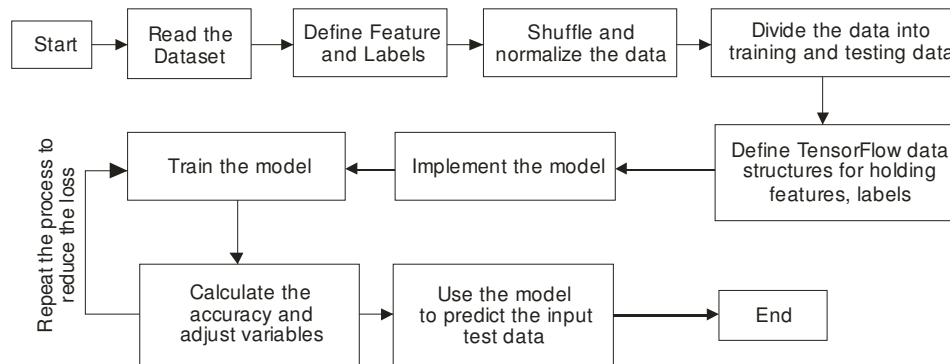 Start
Read the
Dataset
Define Feature
and Labels
Shuffle and
normalize the data
Divide the data into
training and testing data
Define TensorFlow data
structures for holding
features, labels
Implement the model
Train the model
Repeat the process to
reduce the loss
Calculate the
accuracy and
adjust variables
Use the model
to predict the input
test data
End